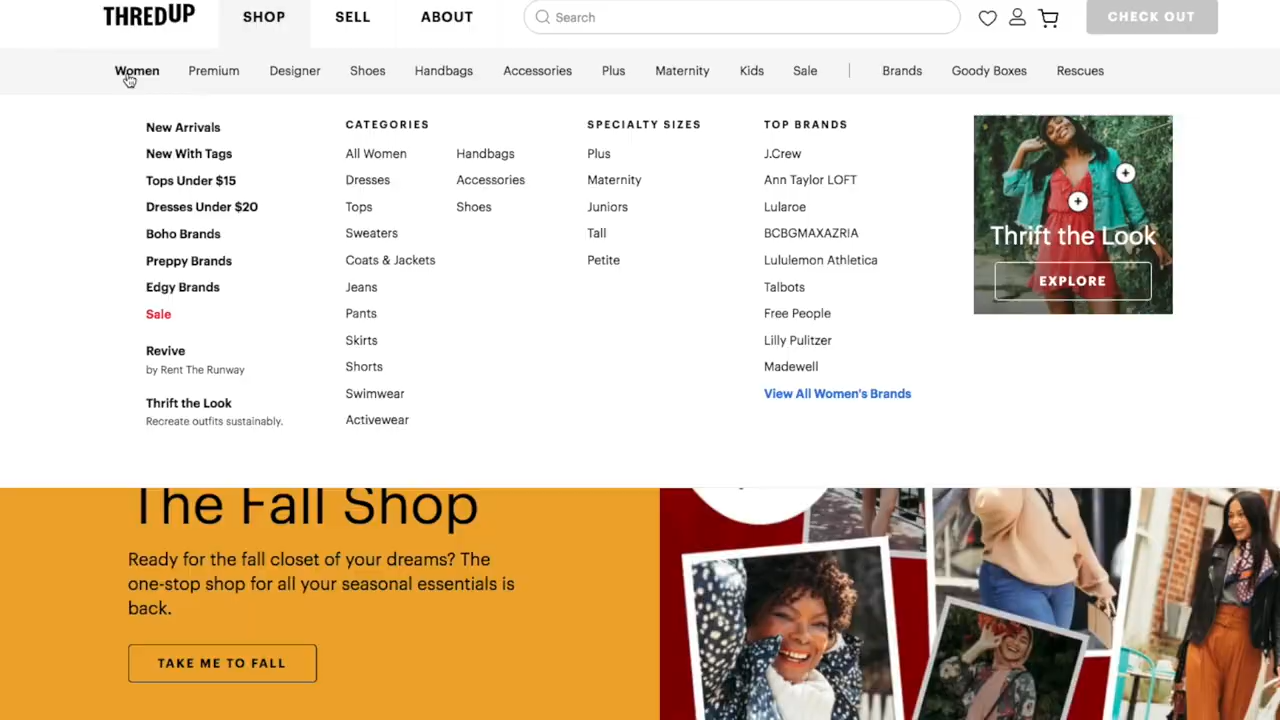 THREDUP
SHOP
SELL
ABOUT
Search
CHECK OUT
Women
Premium
Designer
Shoes
Handbags
Accessories
Plus
Maternity
Kids
Sale
Brands
Goody Boxes
Rescues
New Arrivals
New With Tags
Tops Under $15
Dresses Under $20
Boho Brands
Preppy Brands
Edgy Brands
Sale
Revive
by Rent The Runway
Thrift the Look
Recreate outfits sustainably.
CATEGORIES
All Women
Dresses
Tops
Sweaters
Coats & Jackets
Jeans
Pants
Skirts
Shorts
Swimwear
Activewear
Handbags
Accessories
Shoes
SPECIALTY SIZES
Plus
Maternity
Juniors
Tall
Petite
TOP BRANDS
J.Crew
Ann Taylor LOFT
Lularoe
BCBGMAXAZRIA
Lululemon Athletica
Talbots
Free People
Lilly Pulitzer
Madewell
View All Women's Brands
Thrift the Look
EXPLORE
The Fall Shop
Ready for the fall closet of your dreams? The
one-stop shop for all your seasonal essentials is
back.
TAKE ME TO FALL